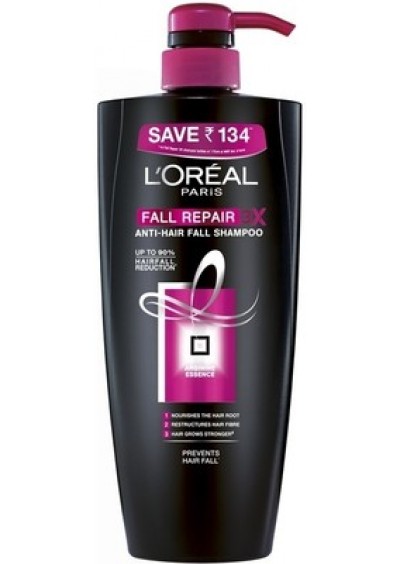 SAVE ₹ 134*
L'ORÉAL
PARIS
FALL REPAIR 3X
ANTI-HAIR FALL SHAMPOO
UP TO 90%
HAIRFALL
REDUCTION*
ARGININE
ESSENCE
1 NOURISHES THE HAIR ROOT
2 RESTRUCTURES HAIR FIBRE
3 HAIR GROWS STRONGER#
PREVENTS
HAIR FALL*